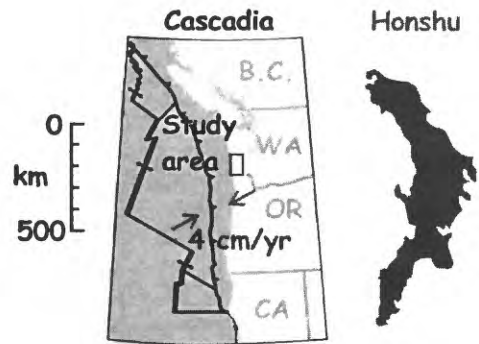 Cascadia
Honshu
B.C.
0
Study
area
WA
km
OR
500
4 cm/yr
CA